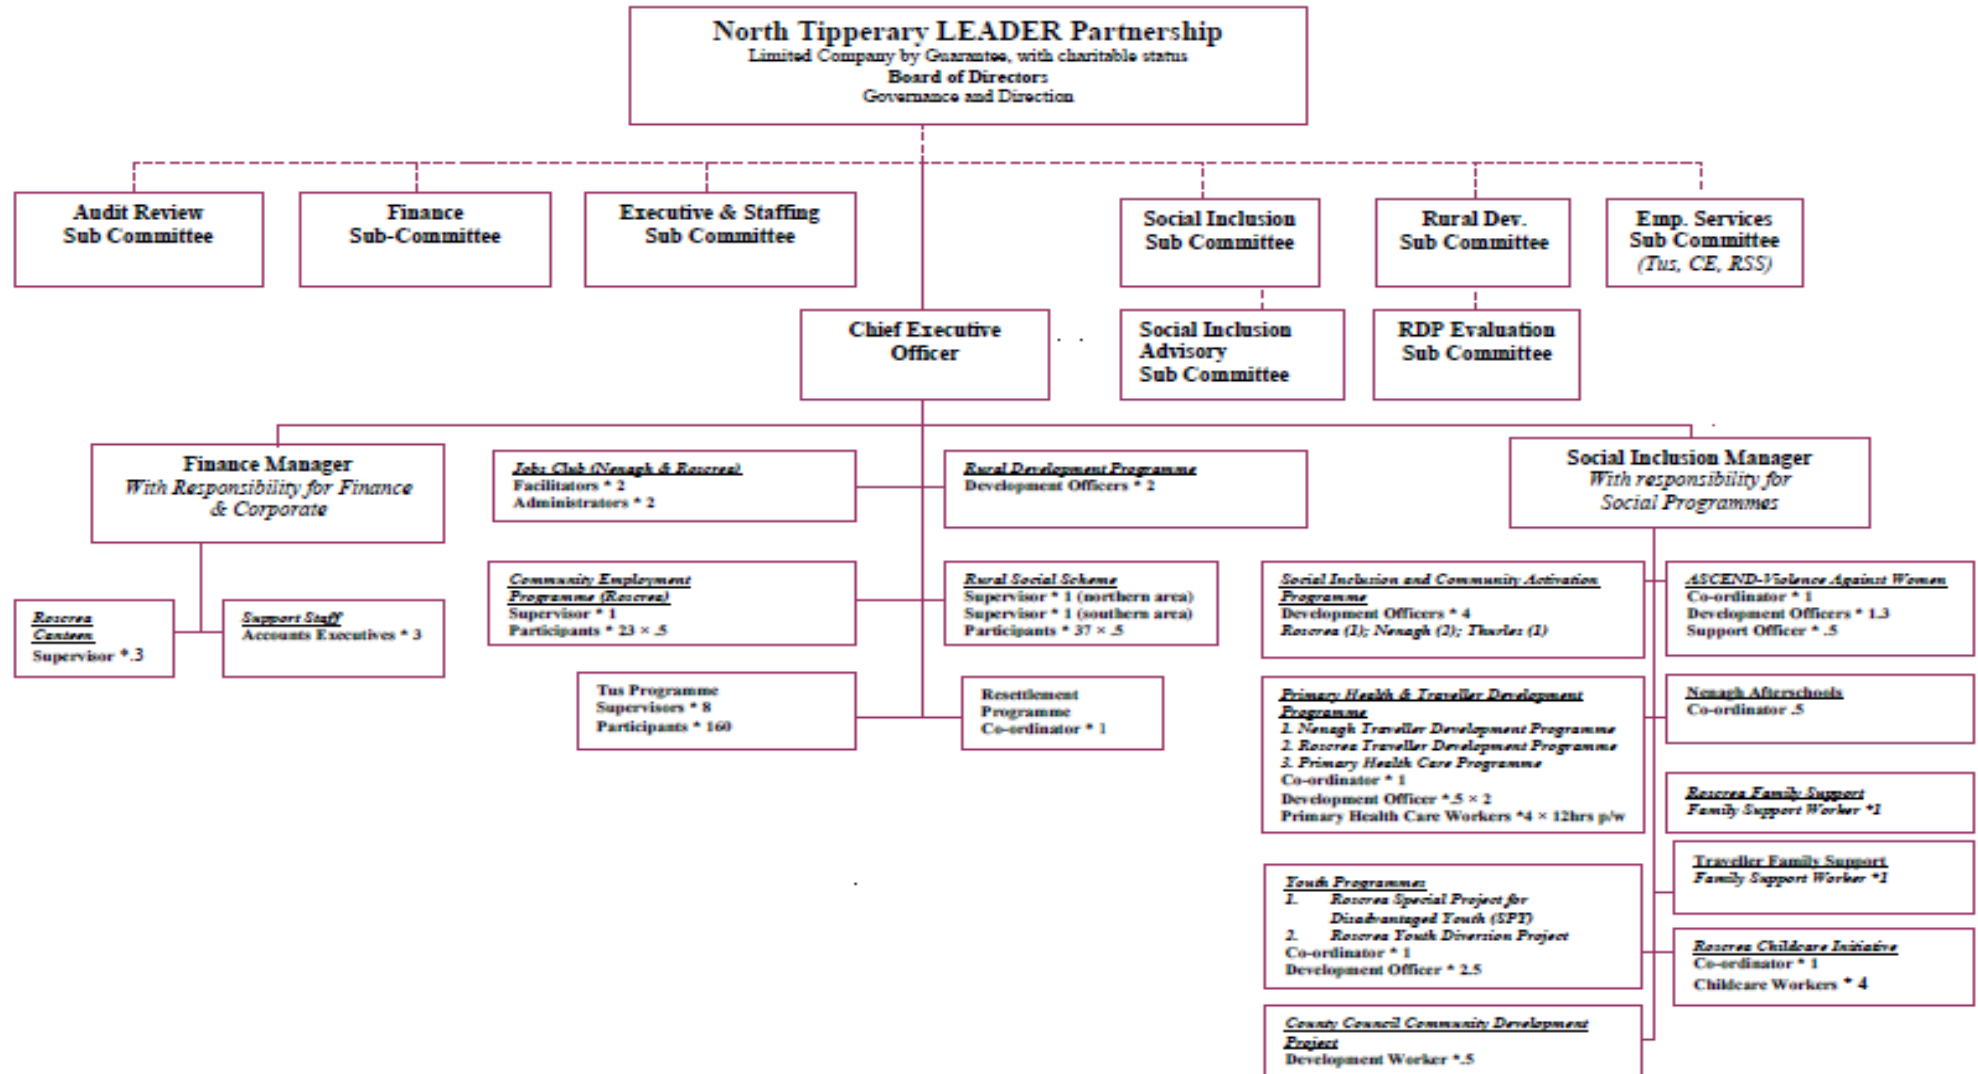 North Tipperary LEADER Partnership
Limited Company by Guarantee, with charitable status
Board of Directors
Governance and Direction
Audit Review
Sub Committee
Finance
Sub-Committee
Executive & Staffing
Sub Committee
Social Inclusion
Sub Committee
Rural Dev.
Sub Committee
Emp. Services
Sub Committee
(Tus, CE, RSS)
Chief Executive
Officer
Social Inclusion
Advisory
Sub Committee
RDP Evaluation
Sub Committee
Finance Manager
With Responsibility for Finance
& Corporate
Jobs Club (Nenagh & Roscrea)
Facilitators * 2
Administrators * 2
Rural Development Programme
Development Officers * 2
Social Inclusion Manager
With responsibility for
Social Programmes
Roscrea
Canteen
Supervisor *.3
Support Staff
Accounts Executives * 3
Community Employment
Programme (Roscrea)
Supervisor * 1
Participants * 23 × .5
Rural Social Scheme
Supervisor * 1 (northern area)
Supervisor * 1 (southern area)
Participants * 37 × .5
Tus Programme
Supervisors * 8
Participants * 160
Resettlement
Programme
Co-ordinator * 1
Social Inclusion and Community Activation
Programme
Development Officers * 4
Roscrea (1); Nenagh (2); Thurles (1)
ASCEND-Violence Against Women
Co-ordinator * 1
Development Officers * 1.3
Support Officer * .5
Primary Health & Traveller Development
Programme
1. Nenagh Traveller Development Programme
2. Roscrea Traveller Development Programme
3. Primary Health Care Programme
Co-ordinator * 1
Development Officer *.5 × 2
Primary Health Care Workers *4 × 12hrs p/w
Nenagh Afterschools
Co-ordinator .5
Roscrea Family Support
Family Support Worker *1
Traveller Family Support
Family Support Worker *1
Youth Programmes
1. Roscrea Special Project for
Disadvantaged Youth (SPY)
2. Roscrea Youth Diversion Project
Co-ordinator * 1
Development Officer * 2.5
Roscrea Childcare Initiative
Co-ordinator * 1
Childcare Workers * 4
County Council Community Development
Project
Development Worker *.5